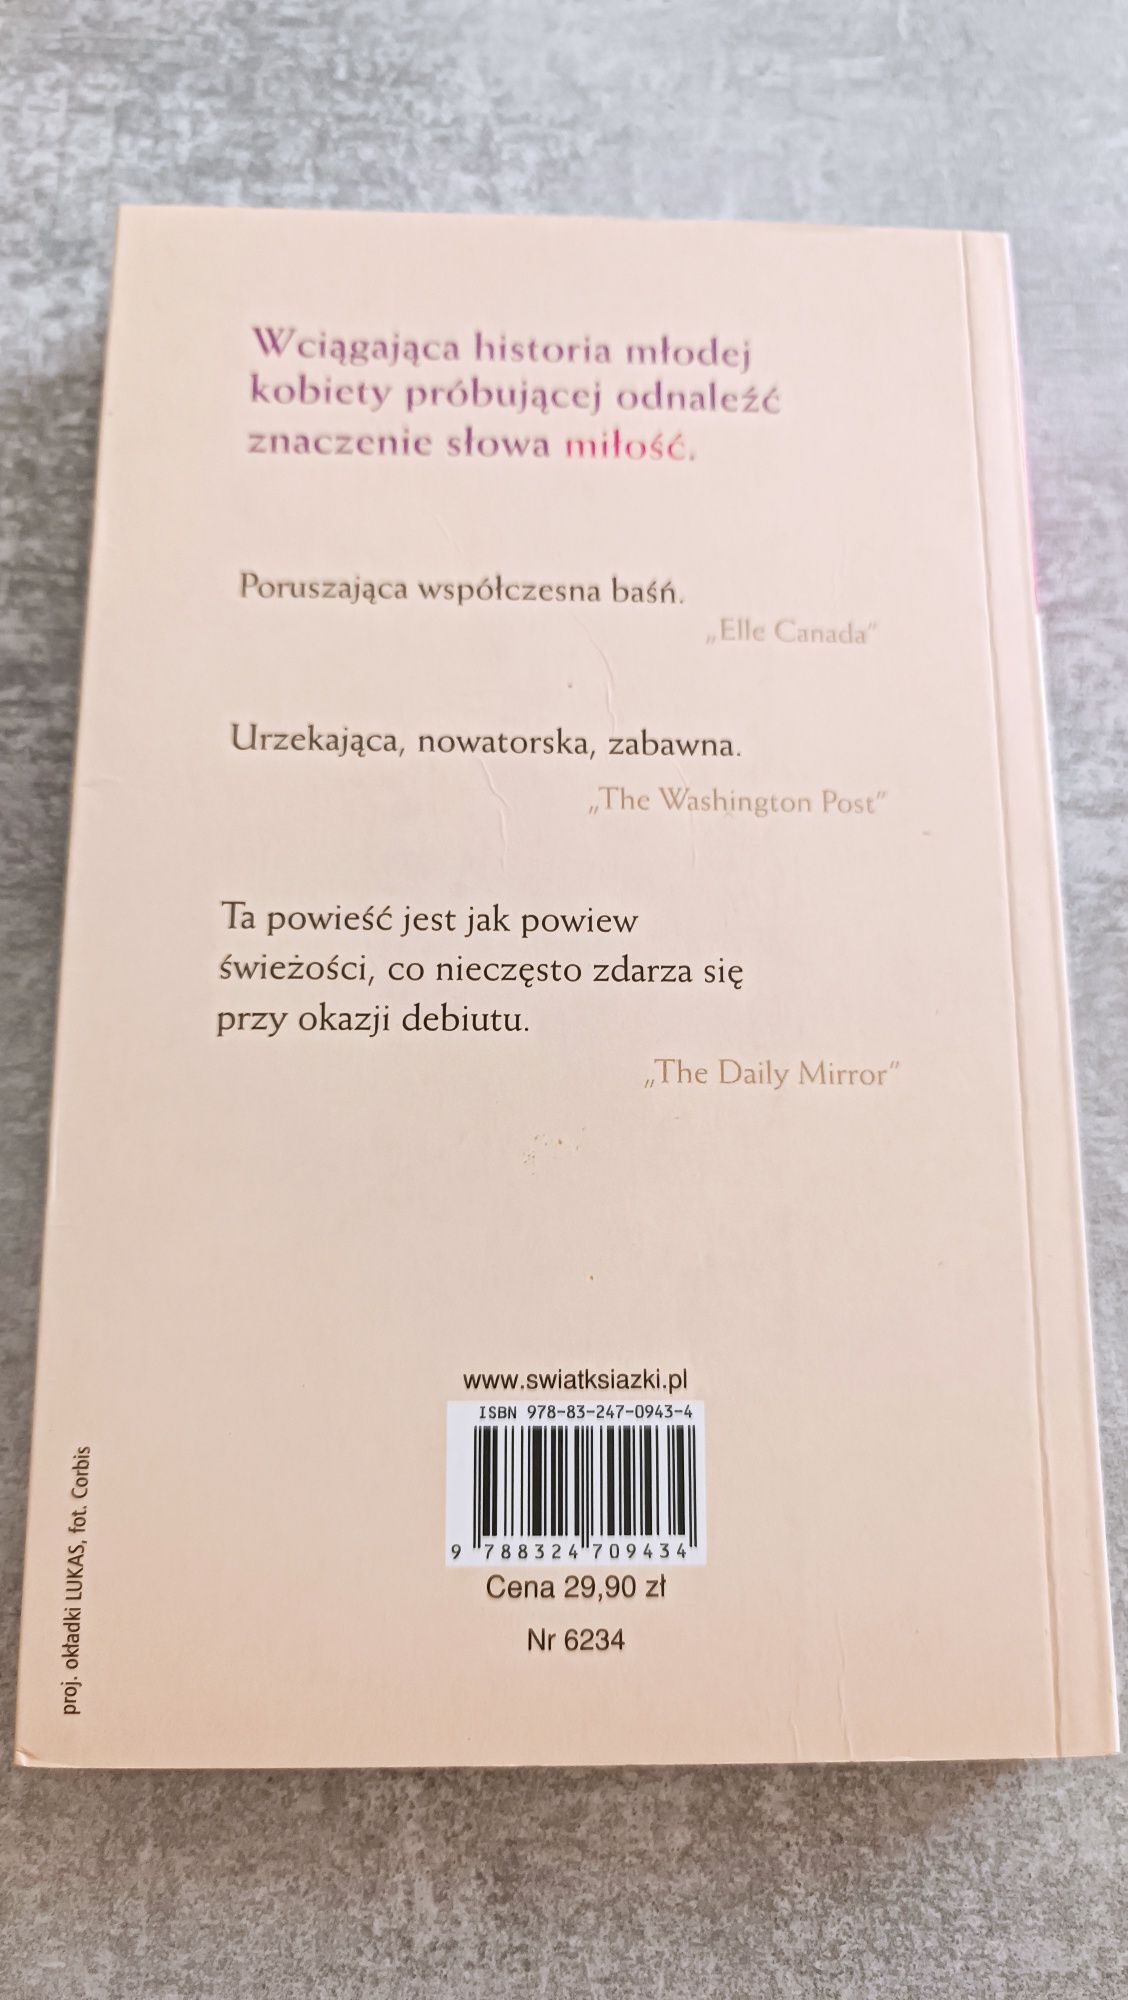 Wciągająca historia młodej
kobiety próbującej odnaleźć
znaczenie słowa miłość.
Poruszająca współczesna baśń.
„Elle Canada”
Urzekająca, nowatorska, zabawna.
„The Washington Post”
Ta powieść jest jak powiew
świeżości, co nieczęsto zdarza się
przy okazji debiutu.
„The Daily Mirror”
www.swiatksiazki.pl
ISBN 978-83-247-0943-4
9 788324 709434
Cena 29,90 zł
Nr 6234
proj. okładki LUKAS, fot. Corbis